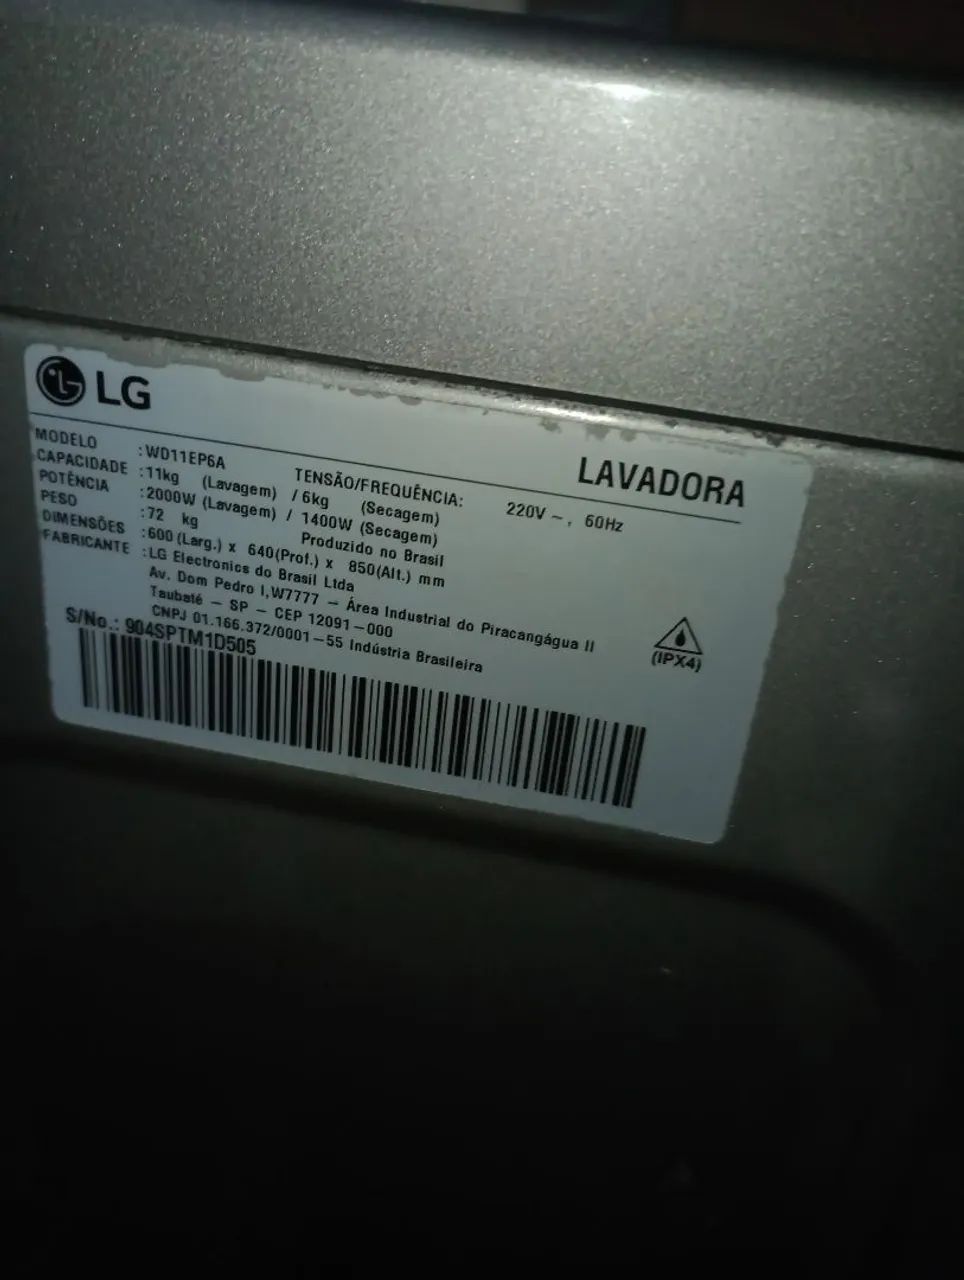 LG
LAVADORA
MODELO : WD11EP6A TENSÃO/FREQUÊNCIA: 220V ~, 60Hz
CAPACIDADE : 11kg (Lavagem) / 6kg (Secagem)
POTÊNCIA : 2000W (Lavagem) / 1400W (Secagem)
PESO : 72 kg Produzido no Brasil
DIMENSÕES : 600 (Larg.) x 640(Prof.) x 850(Alt.) mm
FABRICANTE : LG Electronics do Brasil Ltda
Av. Dom Pedro I,W7777 – Área Industrial do Piracangágua II
Taubaté – SP – CEP 12091-000
CNPJ 01.166.372/0001-55 Indústria Brasileira
(IPX4)
S/No.: 904SPTM1D505